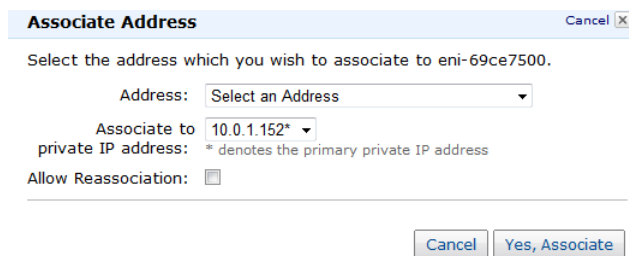 Associate Address
Cancel X
Select the address which you wish to associate to eni-69ce7500.
Address: Select an Address
Associate to private IP address: 10.0.1.152*
* denotes the primary private IP address
Allow Reassociation:
Cancel Yes, Associate